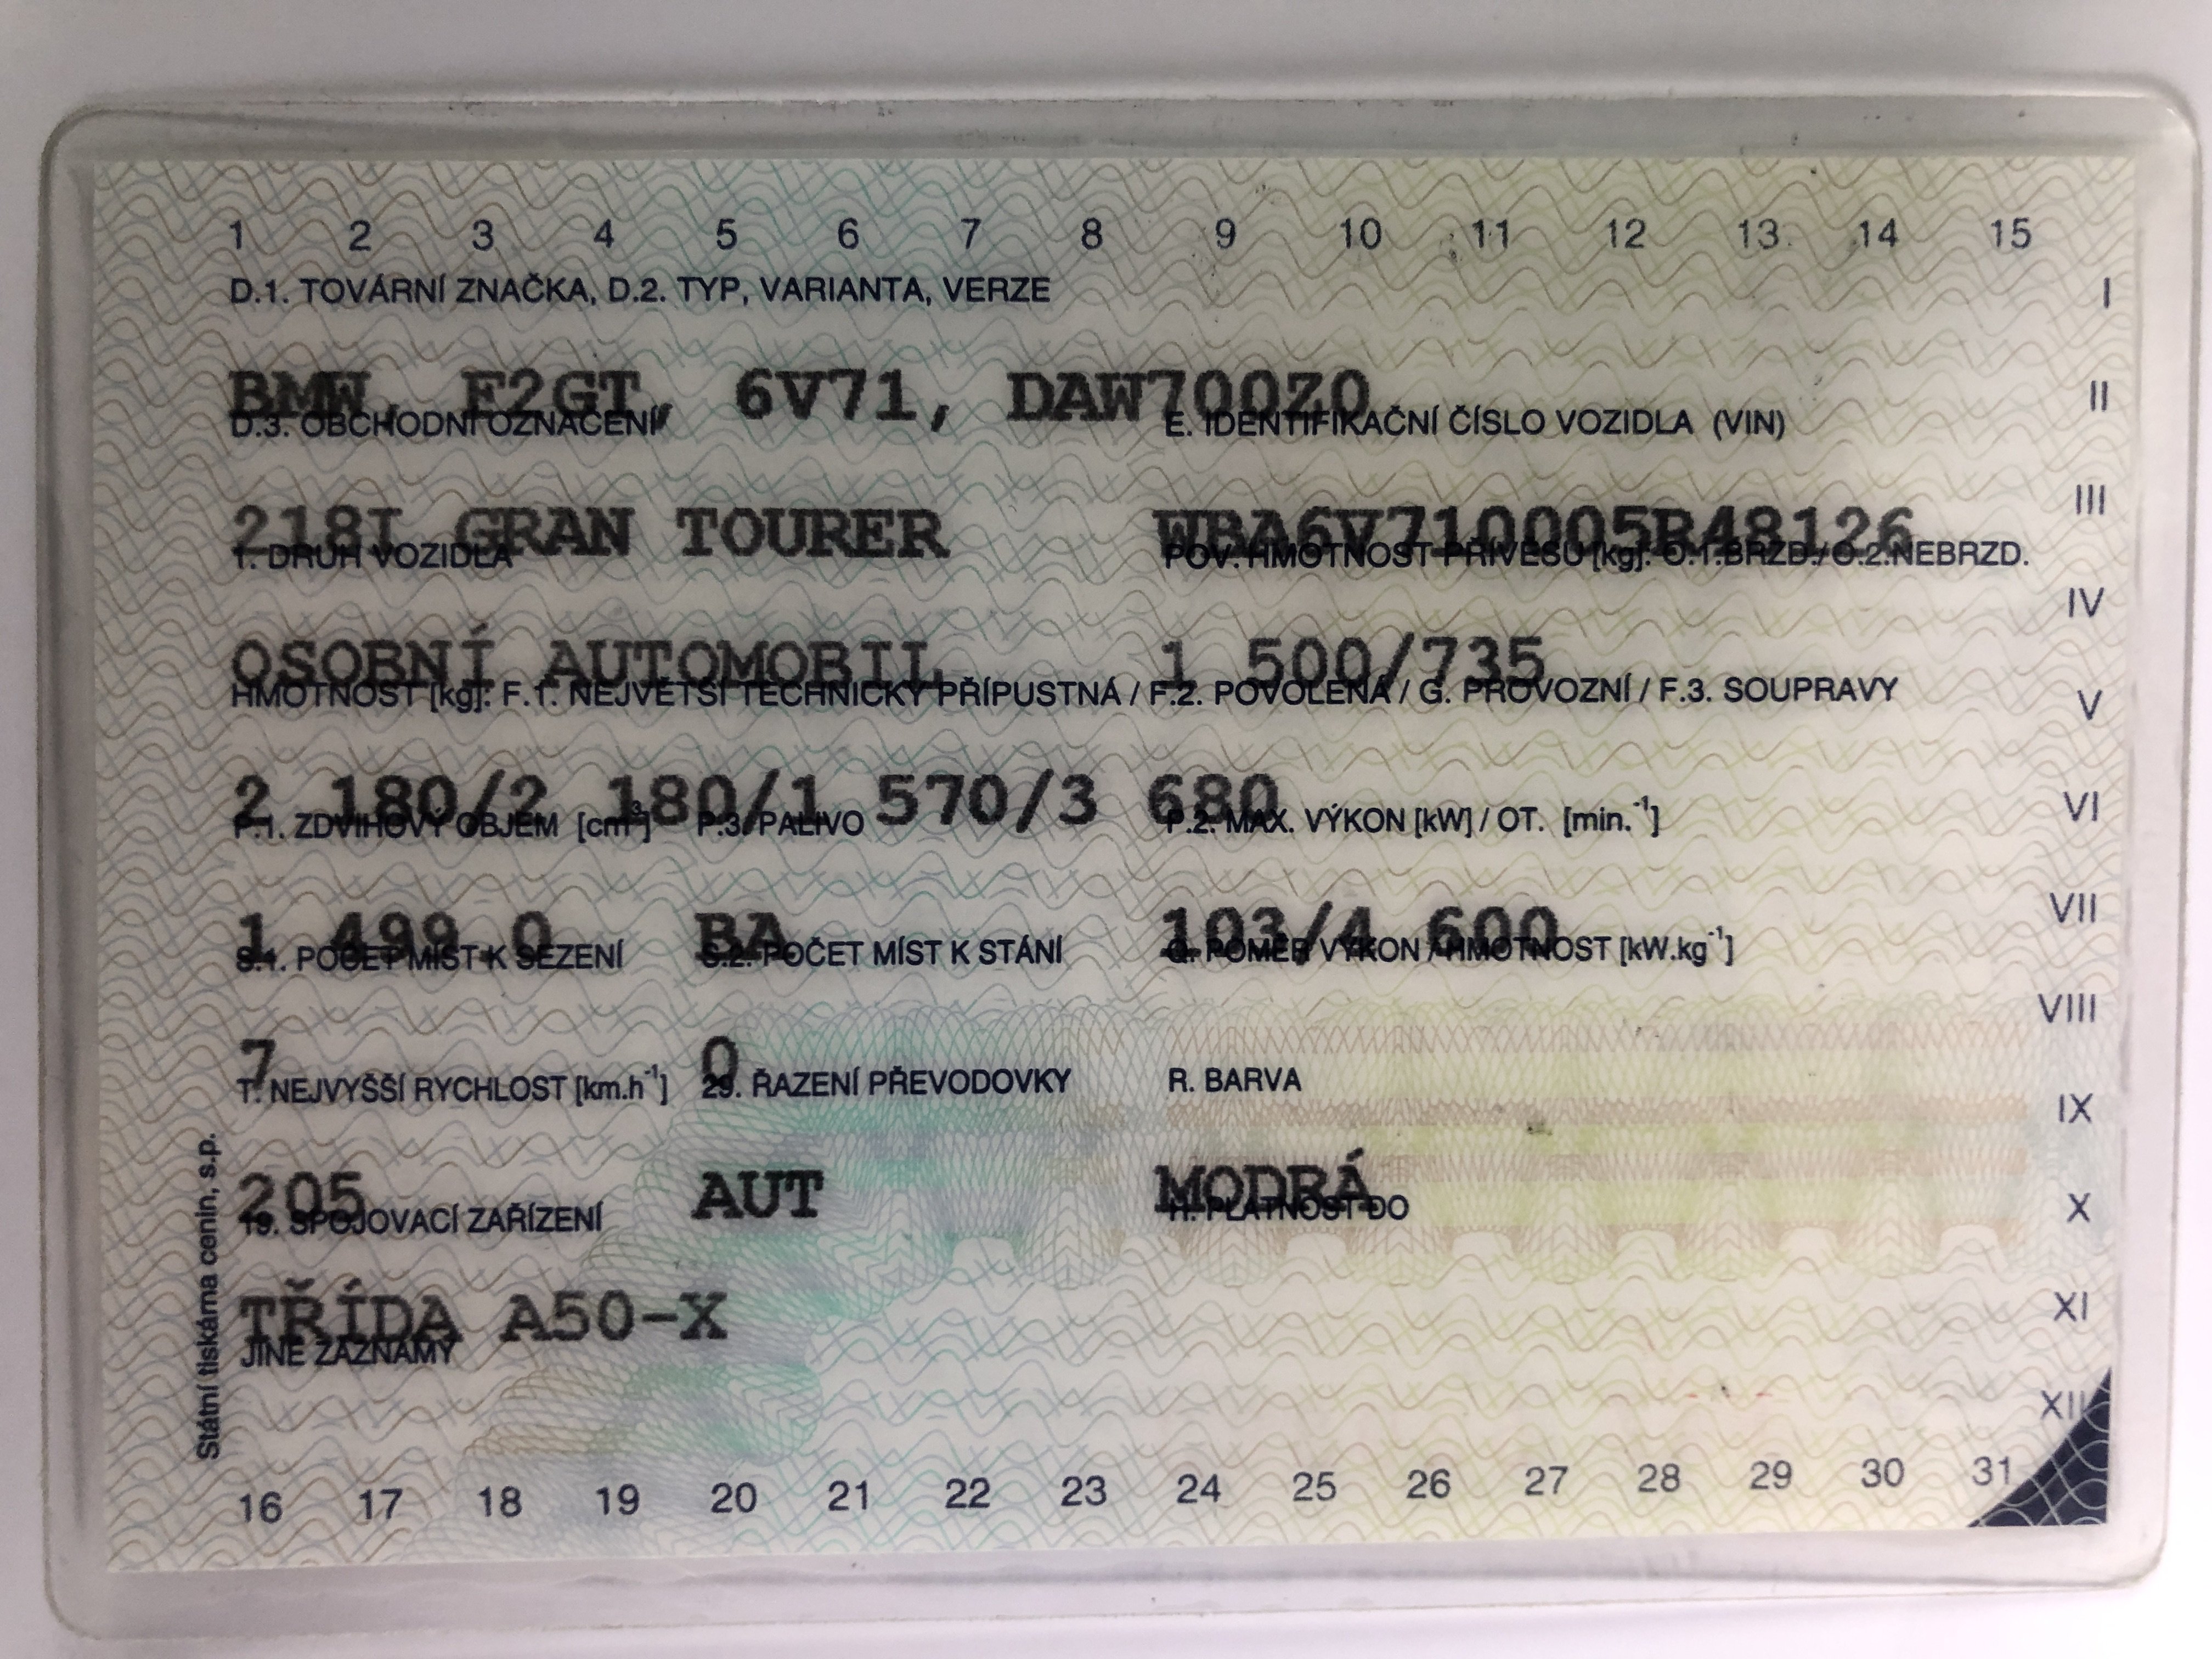 1 2 3 4 5 6 7 8 9 10 11 12 13 14 15
D.1. TOVÁRNÍ ZNAČKA, D.2. TYP, VARIANTA, VERZE I
BMW, F2GT, 6V71, DAW700Z0 II
D.3. OBCHODNÍ OZNAČENÍ E. IDENTIFIKAČNÍ ČÍSLO VOZIDLA (VIN)
218I GRAN TOURER WBA6V710005B48126 III
1. DRUH VOZIDLA POV. HMOTNOST PŘÍVĚSU [kg]: O.1.BRZD./O.2.NEBRZD.
IV
OSOBNÍ AUTOMOBIL 1 500/735
HMOTNOST [kg]: F.1. NEJVĚTŠÍ TECHNICKY PŘÍPUSTNÁ / F.2. POVOLENÁ / G. PROVOZNÍ / F.3. SOUPRAVY V
2 180/2 180/1 570/3 680 VI
P.1. ZDVIHOVÝ OBJEM [cm³] P.3. PALIVO P.2. MAX. VÝKON [kW] / OT. [min.⁻¹]
1 499,0 BA 103/4 600 VII
S.1. POČET MÍST K SEZENÍ S.2. POČET MÍST K STÁNÍ Q. POMĚR VÝKON / HMOTNOST [kW.kg⁻¹]
VIII
7 0
T. NEJVYŠŠÍ RYCHLOST [km.h⁻¹] 29. ŘAZENÍ PŘEVODOVKY R. BARVA
IX
205 AUT MODRÁ
19. SPOJOVACÍ ZAŘÍZENÍ H. PLATNOST DO X
TŘÍDA A50-X XI
JINÉ ZÁZNAMY
XII
16 17 18 19 20 21 22 23 24 25 26 27 28 29 30 31
Státní tiskárna cenin, s.p.